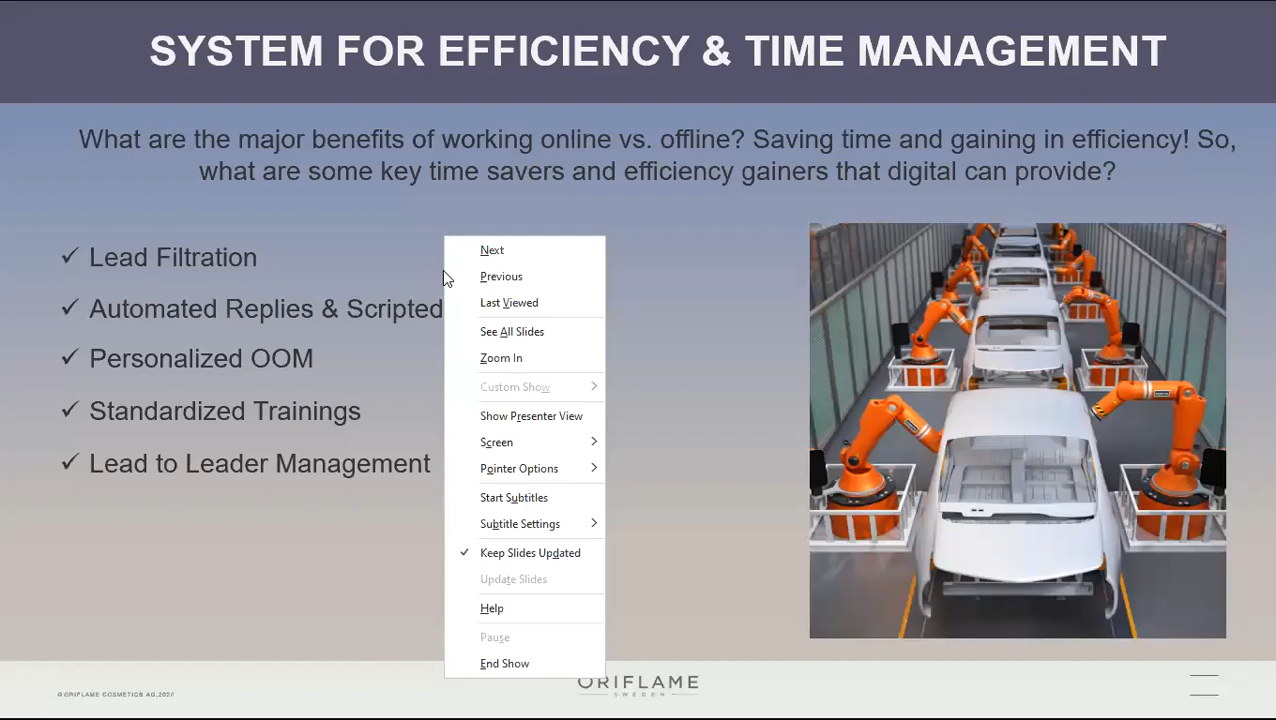 SYSTEM FOR EFFICIENCY & TIME MANAGEMENT
What are the major benefits of working online vs. offline? Saving time and gaining in efficiency! So,
what are some key time savers and efficiency gainers that digital can provide?
✓ Lead Filtration
✓ Automated Replies & Scripted
✓ Personalized OOM
✓ Standardized Trainings
✓ Lead to Leader Management
Next
Previous
Last Viewed
See All Slides
Zoom In
Custom Show
Show Presenter View
Screen
Pointer Options
Start Subtitles
Subtitle Settings
✓ Keep Slides Updated
Update Slides
Help
Pause
End Show
©ORIFLAME COSMETICS AG,
ORIFLAME
SWEDEN